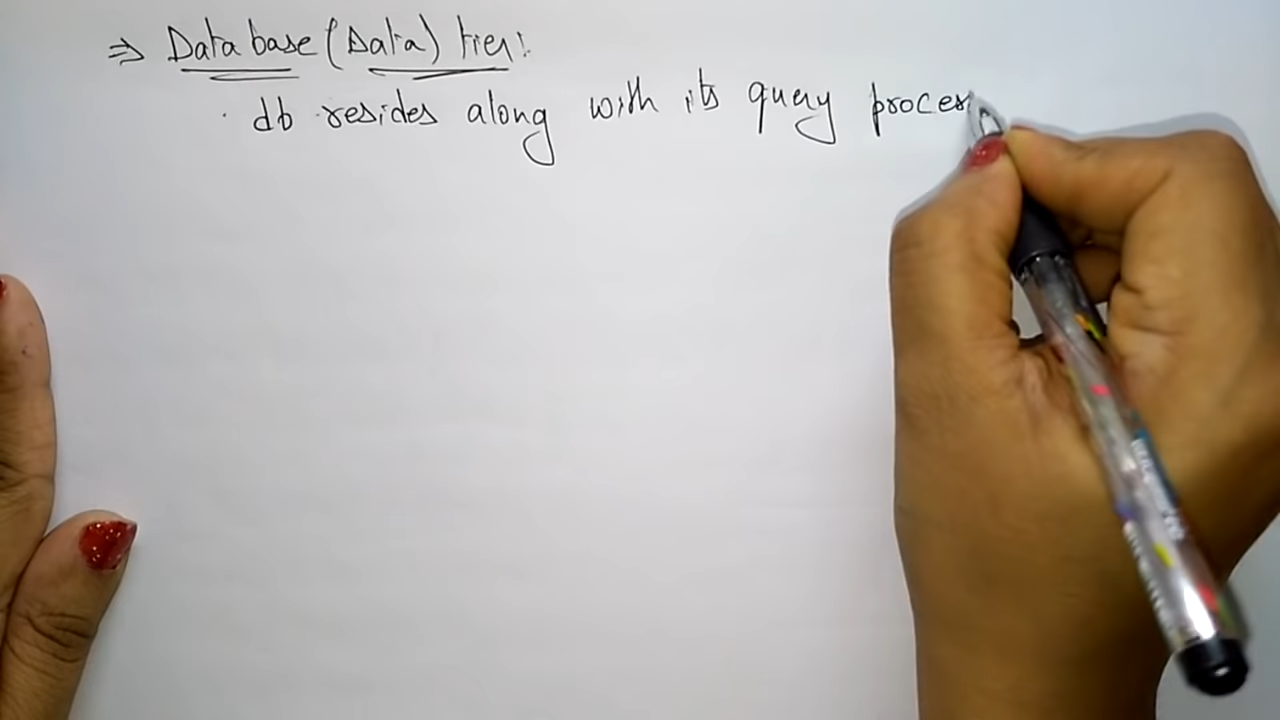 ⇒ Database (Data) tier:
· db resides along with its query proces